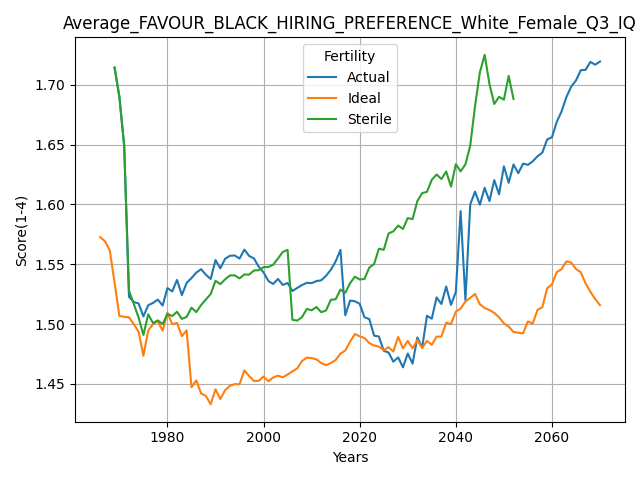 Average_FAVOUR_BLACK_HIRING_PREFERENCE_White_Female_Q3_IQ
Fertility
Actual
Ideal
Sterile
Score(1-4)
1.70
1.65
1.60
1.55
1.50
1.45
1980 2000 2020 2040 2060
Years